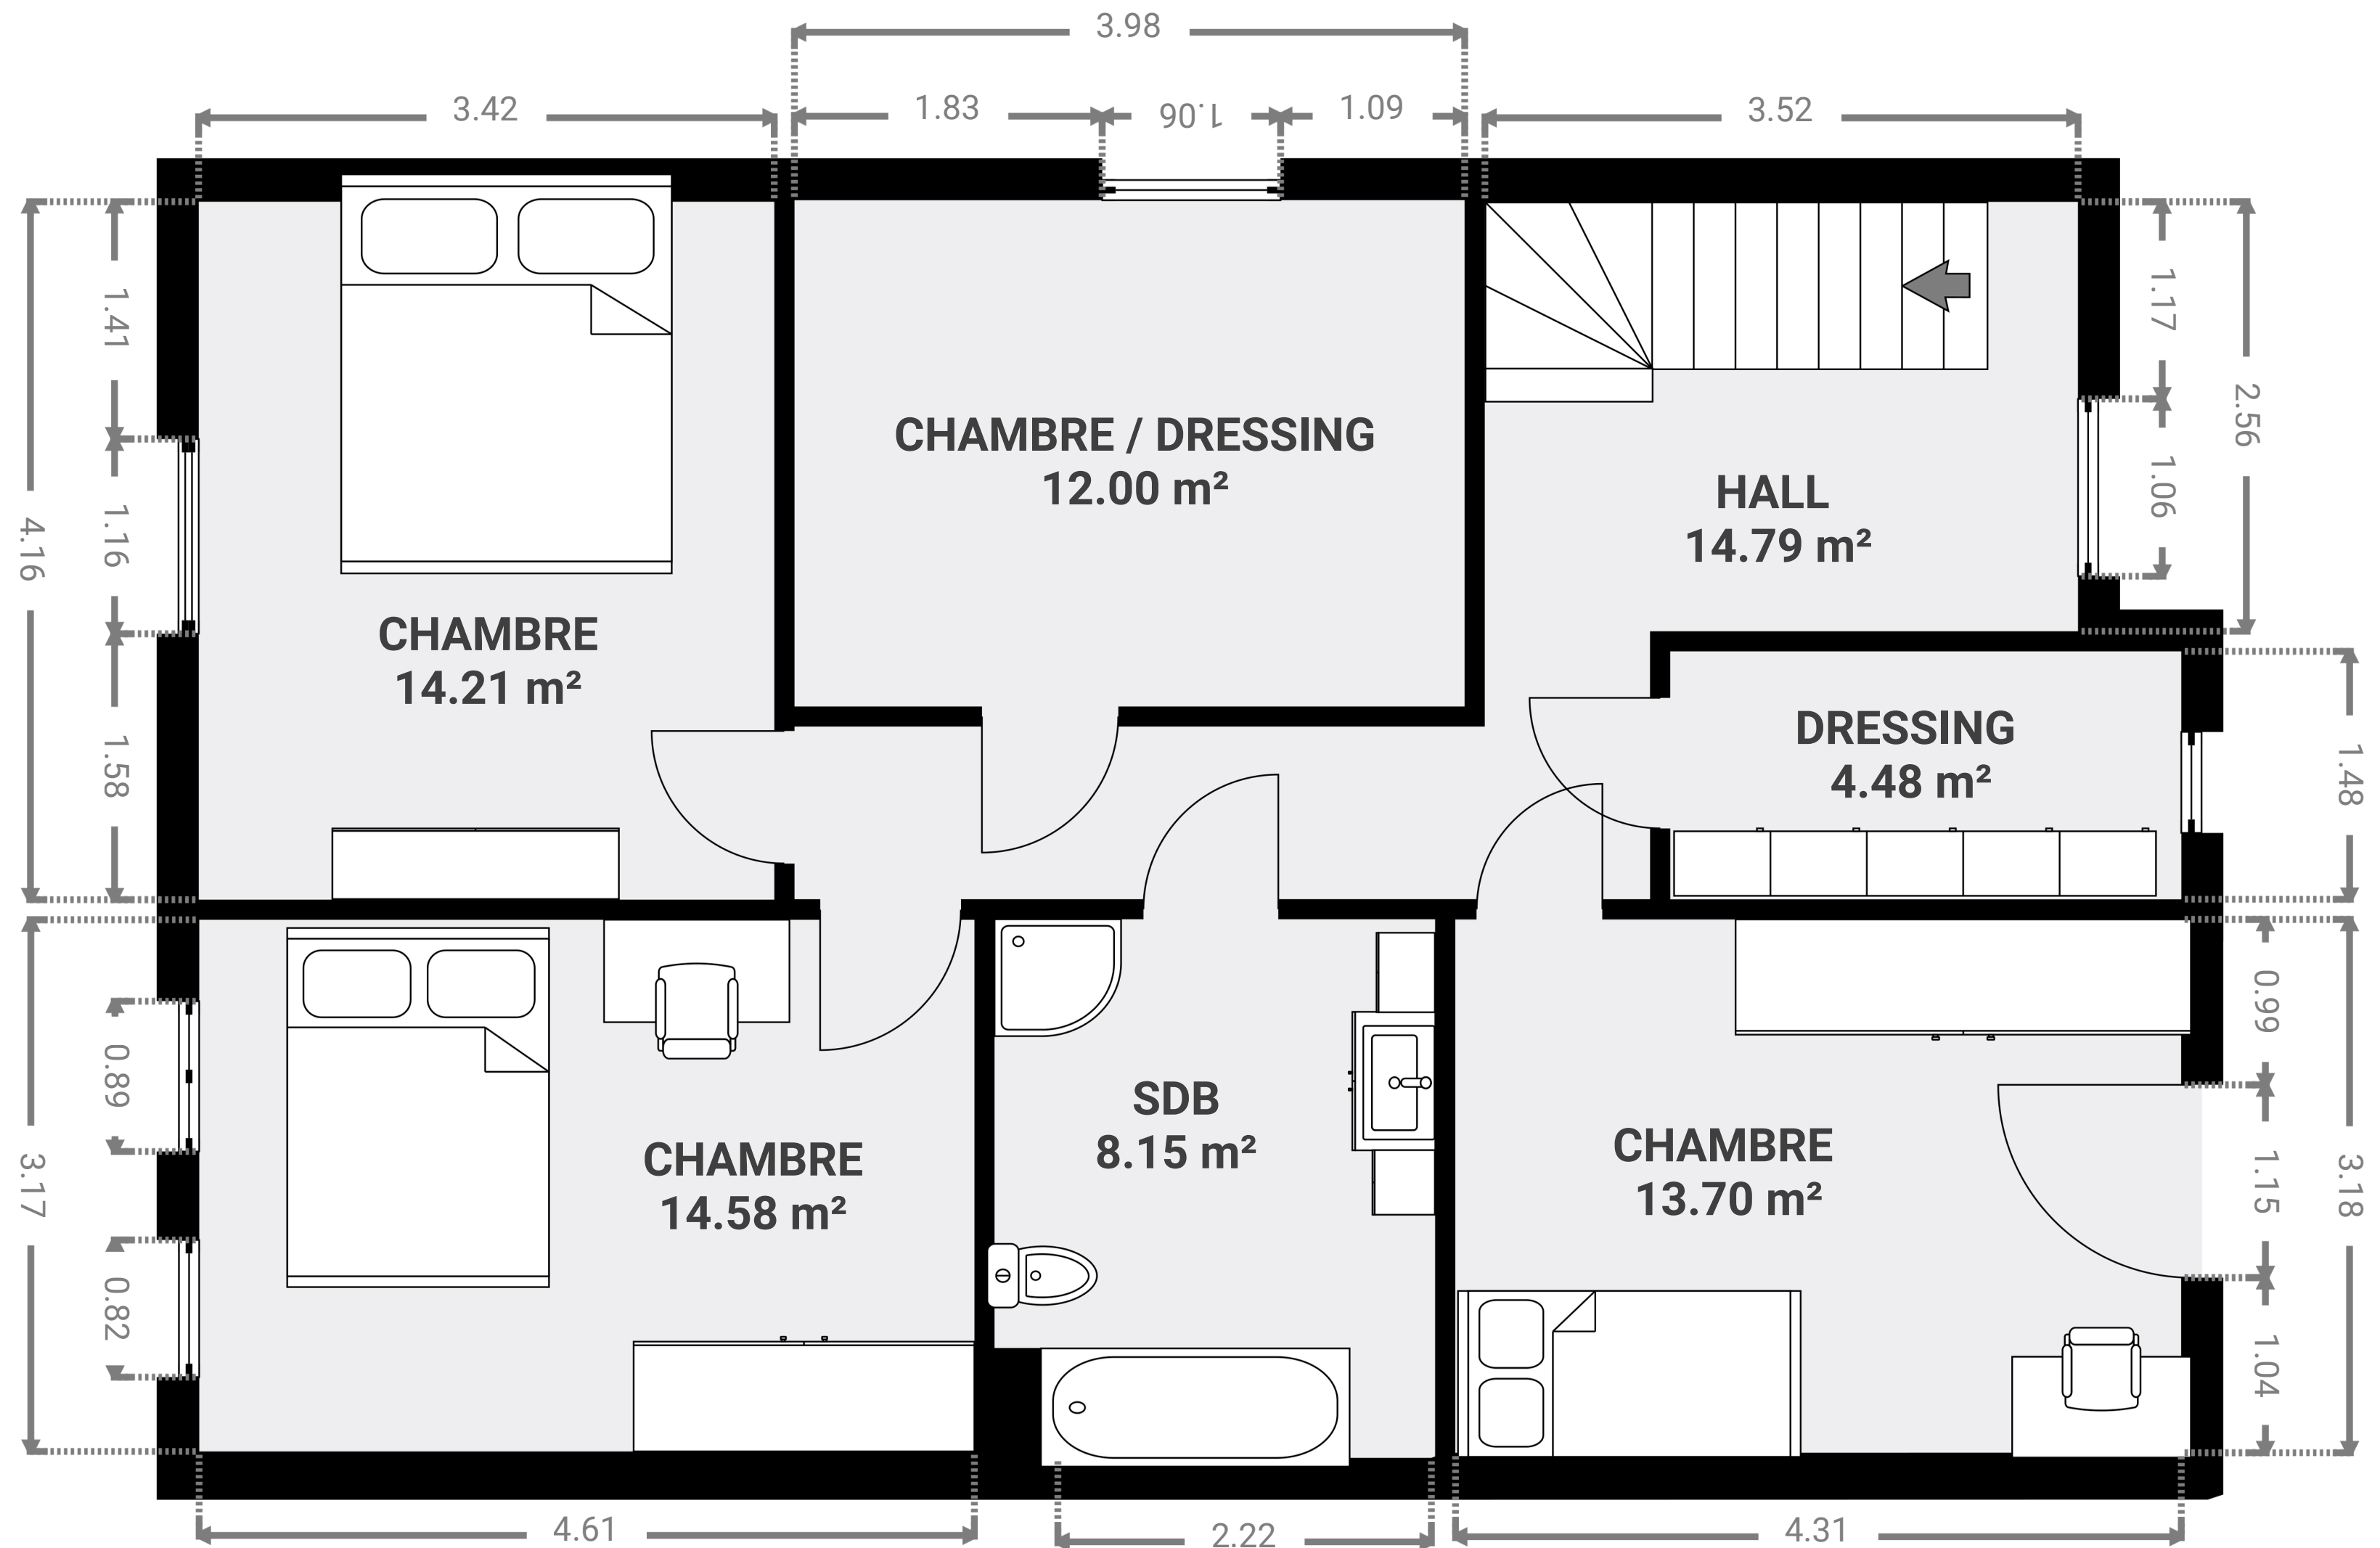 3.98
3.42
1.83
1.06
1.09
3.52
1.41
1.17
2.56
4.16
1.16
1.06
CHAMBRE / DRESSING
12.00 m²
HALL
14.79 m²
CHAMBRE
14.21 m²
1.58
DRESSING
4.48 m²
1.48
0.99
0.89
SDB
8.15 m²
CHAMBRE
14.58 m²
CHAMBRE
13.70 m²
3.17
1.15
3.18
0.82
1.04
4.61
2.22
4.31